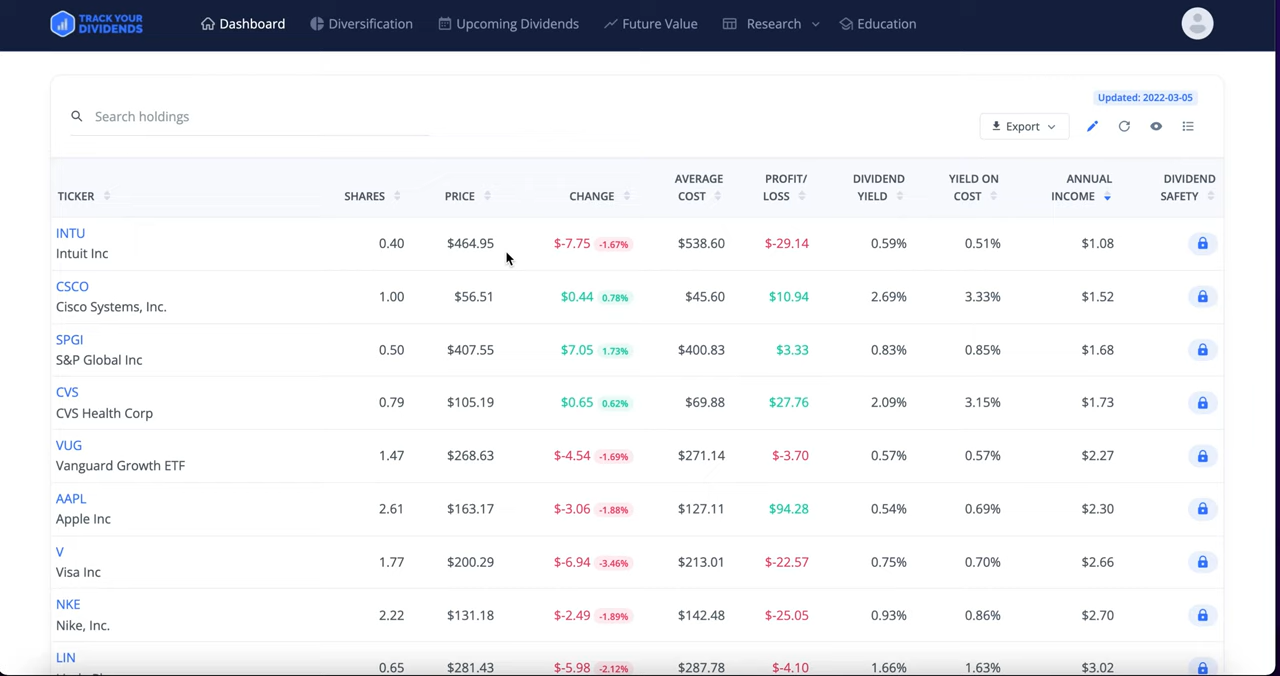 TRACK YOUR
DIVIDENDS
Dashboard Diversification Upcoming Dividends Future Value Research Education
Updated: 2022-03-05
Search holdings
Export
TICKER SHARES PRICE CHANGE AVERAGE COST PROFIT/ LOSS DIVIDEND YIELD YIELD ON COST ANNUAL INCOME DIVIDEND SAFETY
INTU
Intuit Inc 0.40 $464.95 $-7.75 -1.67% $538.60 $-29.14 0.59% 0.51% $1.08
CSCO
Cisco Systems, Inc. 1.00 $56.51 $0.44 0.78% $45.60 $10.94 2.69% 3.33% $1.52
SPGI
S&P Global Inc 0.50 $407.55 $7.05 1.73% $400.83 $3.33 0.83% 0.85% $1.68
CVS
CVS Health Corp 0.79 $105.19 $0.65 0.62% $69.88 $27.76 2.09% 3.15% $1.73
VUG
Vanguard Growth ETF 1.47 $268.63 $-4.54 -1.69% $271.14 $-3.70 0.57% 0.57% $2.27
AAPL
Apple Inc 2.61 $163.17 $-3.06 -1.88% $127.11 $94.28 0.54% 0.69% $2.30
V
Visa Inc 1.77 $200.29 $-6.94 -3.46% $213.01 $-22.57 0.75% 0.70% $2.66
NKE
Nike, Inc. 2.22 $131.18 $-2.49 -1.89% $142.48 $-25.05 0.93% 0.86% $2.70
LIN
0.65 $281.43 $-5.98 -2.12% $287.78 $-4.10 1.66% 1.63% $3.02